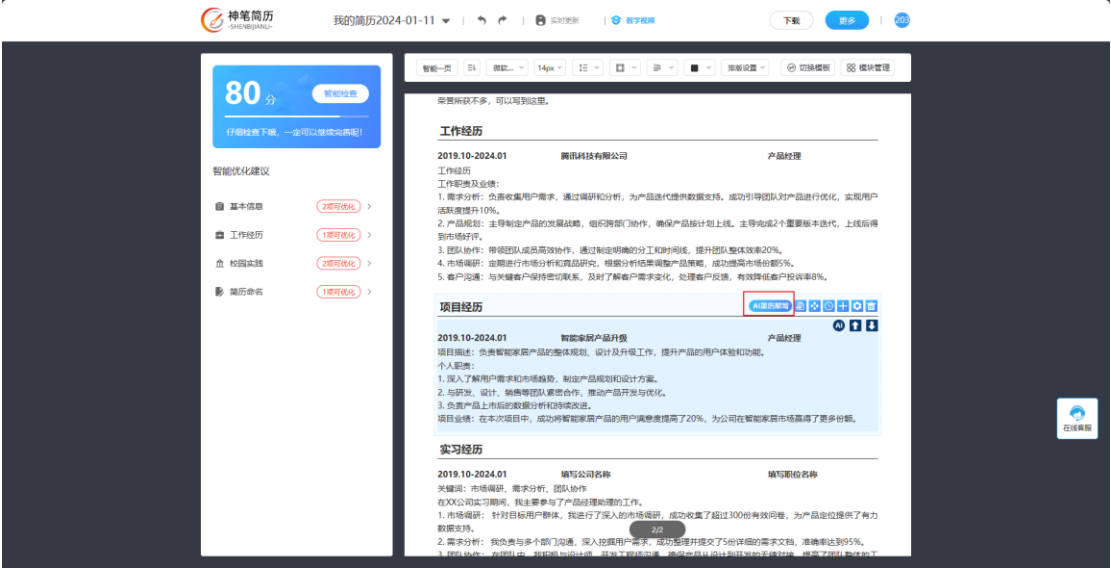 神笔简历
-SHENBIJIANLI-
我的简历2024-01-11
实时更新
教学视频
下载
更多
203
80分
智能检查
仔细检查下哦，一定可以继续完善呢！
智能优化建议
基本信息
2项可优化
工作经历
1项可优化
校园实践
2项可优化
简历命名
1项可优化
智能一页
微软...
14px
排版设置
切换模板
模块管理
荣誉所获不多，可以写到这里。
工作经历
2019.10-2024.01 腾讯科技有限公司 产品经理
工作经历
工作职责及业绩：
1. 需求分析：负责收集用户需求，通过调研和分析，为产品迭代提供数据支持。成功引导团队对产品进行优化，实现用户
活跃度提升10%。
2. 产品规划：主导制定产品的发展战略，组织跨部门协作，确保产品按计划上线。主导完成2个重要版本迭代，上线后得
到市场好评。
3. 团队协作：带领团队成员高效协作，通过制定明确的分工和时间线，提升团队整体效率20%。
4. 市场调研：定期进行市场分析和竞品研究，根据分析结果调整产品策略，成功提高市场份额5%。
5. 客户沟通：与关键客户保持密切联系，及时了解客户需求变化，处理客户反馈，有效降低客户投诉率8%。
项目经历
AI简历帮写
AI
2019.10-2024.01 智能家居产品升级 产品经理
项目描述：负责智能家居产品的整体规划、设计及升级工作，提升产品的用户体验和功能。
个人职责：
1. 深入了解用户需求和市场趋势，制定产品规划和设计方案。
2. 与研发、设计、销售等团队紧密合作，推动产品开发与优化。
3. 负责产品上市后的数据分析和持续改进。
项目业绩：在本次项目中，成功将智能家居产品的用户满意度提高了20%，为公司在智能家居市场赢得了更多份额。
实习经历
2019.10-2024.01 填写公司名称 填写职位名称
关键词：市场调研、需求分析、团队协作
在XX公司实习期间，我主要参与了产品经理助理的工作。
1. 市场调研： 针对目标用户群体，我进行了深入的市场调研，成功收集了超过300份有效问卷，为产品定位提供了有力
数据支持。
2/2
2. 需求分析： 我负责与多个部门沟通，深入挖掘用户需求，成功整理并提交了5份详细的需求文档，准确率达到95%。
在线客服